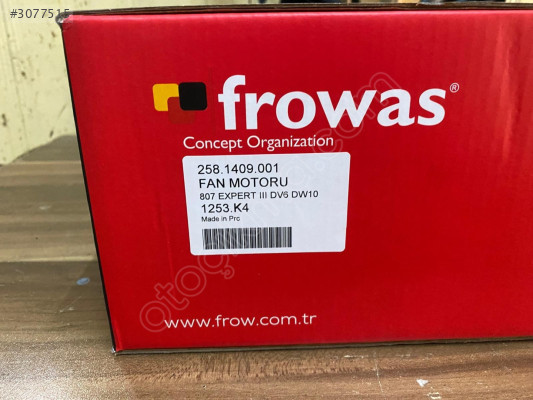 #3077515
frowas®
Concept Organization
258.1409.001
FAN MOTORU
807 EXPERT III DV6 DW10
1253.K4
Made in Prc
www.frow.com.tr